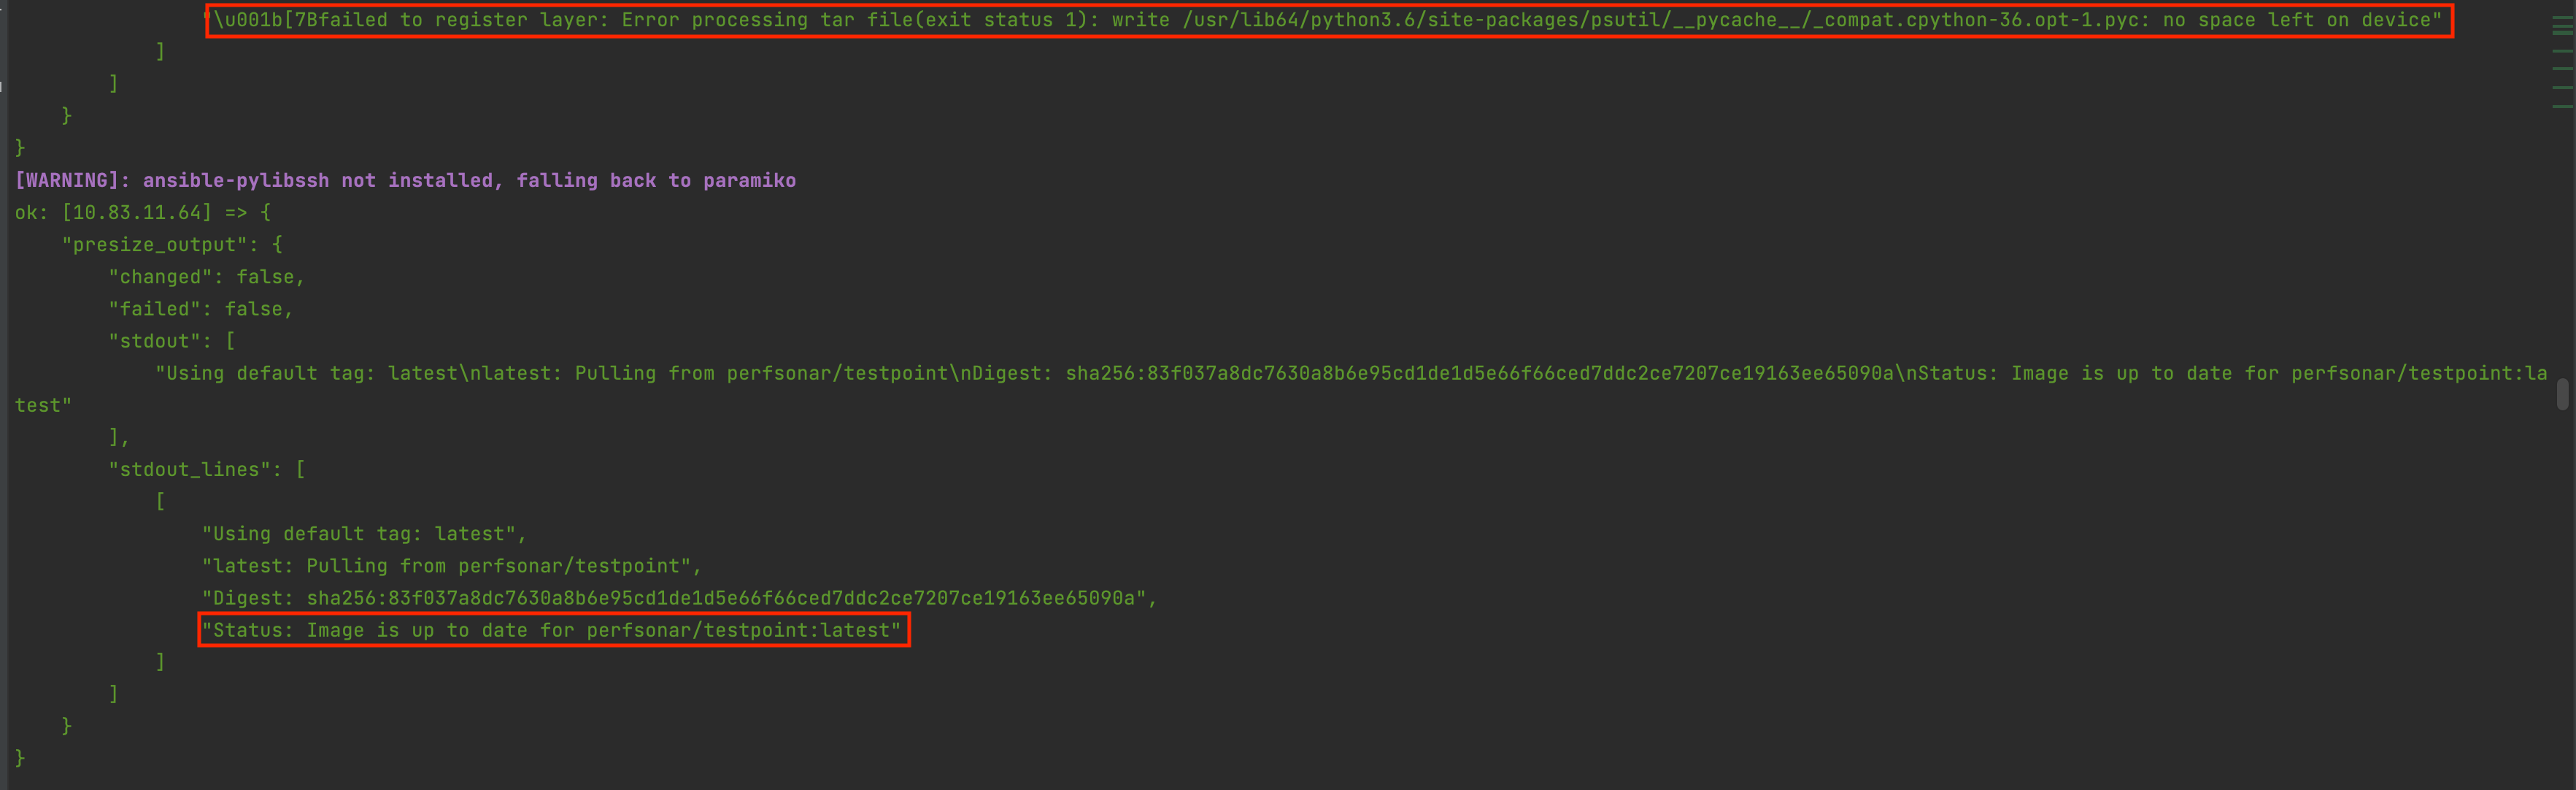 "\u001b[7Bfailed to register layer: Error processing tar file(exit status 1): write /usr/lib64/python3.6/site-packages/psutil/__pycache__/_compat.cpython-36.opt-1.pyc: no space left on device"
]
]
}
}
[WARNING]: ansible-pylibssh not installed, falling back to paramiko
ok: [10.83.11.64] => {
"presize_output": {
"changed": false,
"failed": false,
"stdout": [
"Using default tag: latest\nlatest: Pulling from perfsonar/testpoint\nDigest: sha256:83f037a8dc7630a8b6e95cd1de1d5e66f66ced7ddc2ce7207ce19163ee65090a\nStatus: Image is up to date for perfsonar/testpoint:la
test"
],
"stdout_lines": [
[
"Using default tag: latest",
"latest: Pulling from perfsonar/testpoint",
"Digest: sha256:83f037a8dc7630a8b6e95cd1de1d5e66f66ced7ddc2ce7207ce19163ee65090a",
"Status: Image is up to date for perfsonar/testpoint:latest"
]
]
}
}